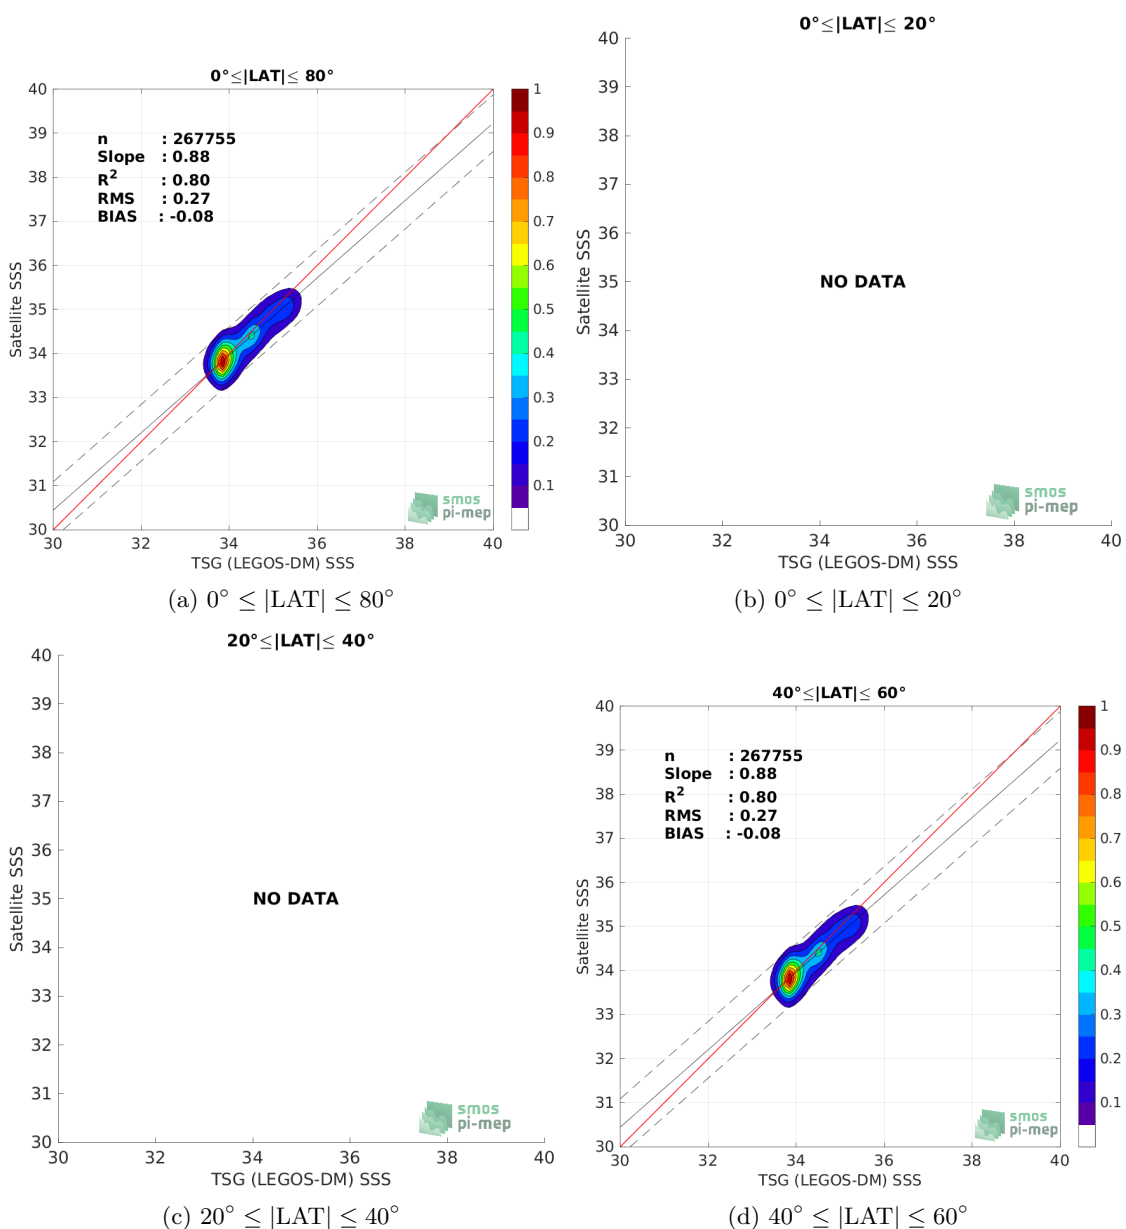 0°≤|LAT|≤ 80°
40
39
38
37
36
35
34
33
32
31
30
Satellite SSS
n : 267755
Slope : 0.88
R² : 0.80
RMS : 0.27
BIAS : -0.08
1
0.9
0.8
0.7
0.6
0.5
0.4
0.3
0.2
0.1
smos
pi-mep
30 32 34 36 38 40
TSG (LEGOS-DM) SSS
(a) 0° ≤ |LAT| ≤ 80°
0°≤|LAT|≤ 20°
40
39
38
37
36
35
34
33
32
31
30
Satellite SSS
NO DATA
smos
pi-mep
30 32 34 36 38 40
TSG (LEGOS-DM) SSS
(b) 0° ≤ |LAT| ≤ 20°
20°≤|LAT|≤ 40°
40
39
38
37
36
35
34
33
32
31
30
Satellite SSS
NO DATA
smos
pi-mep
30 32 34 36 38 40
TSG (LEGOS-DM) SSS
(c) 20° ≤ |LAT| ≤ 40°
40°≤|LAT|≤ 60°
40
39
38
37
36
35
34
33
32
31
30
Satellite SSS
n : 267755
Slope : 0.88
R² : 0.80
RMS : 0.27
BIAS : -0.08
1
0.9
0.8
0.7
0.6
0.5
0.4
0.3
0.2
0.1
smos
pi-mep
30 32 34 36 38 40
TSG (LEGOS-DM) SSS
(d) 40° ≤ |LAT| ≤ 60°